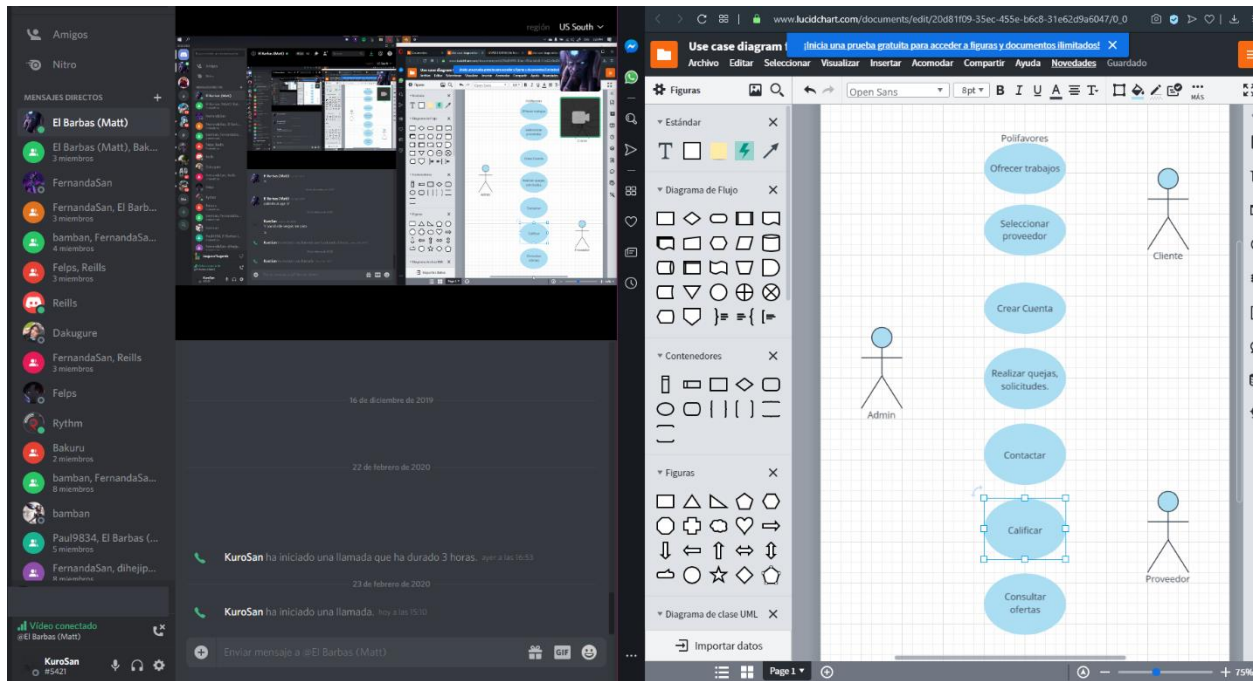 Amigos
Nitro
MENSAJES DIRECTOS +
El Barbas (Matt)
El Barbas (Matt), Bak...
3 miembros
FernandaSan
FernandaSan, El Barb...
3 miembros
bamban, FernandaSa...
4 miembros
Felps, Reills
3 miembros
Reills
Dakugure
FernandaSan, Reills
3 miembros
Felps
Rythm
Bakuru
2 miembros
bamban, FernandaSa...
8 miembros
bamban
Paul9834, El Barbas (...
5 miembros
FernandaSan, dihejip...
8 miembros
Vídeo conectado
@El Barbas (Matt)
KuroSan
#5421
región US South
16 de diciembre de 2019
22 de febrero de 2020
KuroSan ha iniciado una llamada que ha durado 3 horas. ayer a las 16:53
23 de febrero de 2020
KuroSan ha iniciado una llamada. hoy a las 15:10
Enviar mensaje a @El Barbas (Matt)
GIF
www.lucidchart.com/documents/edit/20d81f09-35ec-455e-b6c8-31e62d9a6047/0_0
Use case diagram
¡Inicia una prueba gratuita para acceder a figuras y documentos ilimitados! X
Archivo Editar Seleccionar Visualizar Insertar Acomodar Compartir Ayuda Novedades Guardado
Figuras
Open Sans
8pt
B I U A T
MÁS
Estándar
T
Diagrama de Flujo
Contenedores
Figuras
Diagrama de clase UML
Importar datos
Polifavores
Ofrecer trabajos
Seleccionar
proveedor
Cliente
Crear Cuenta
Realizar quejas,
solicitudes.
Admin
Contactar
Calificar
Proveedor
Consultar
ofertas
Page 1
75%